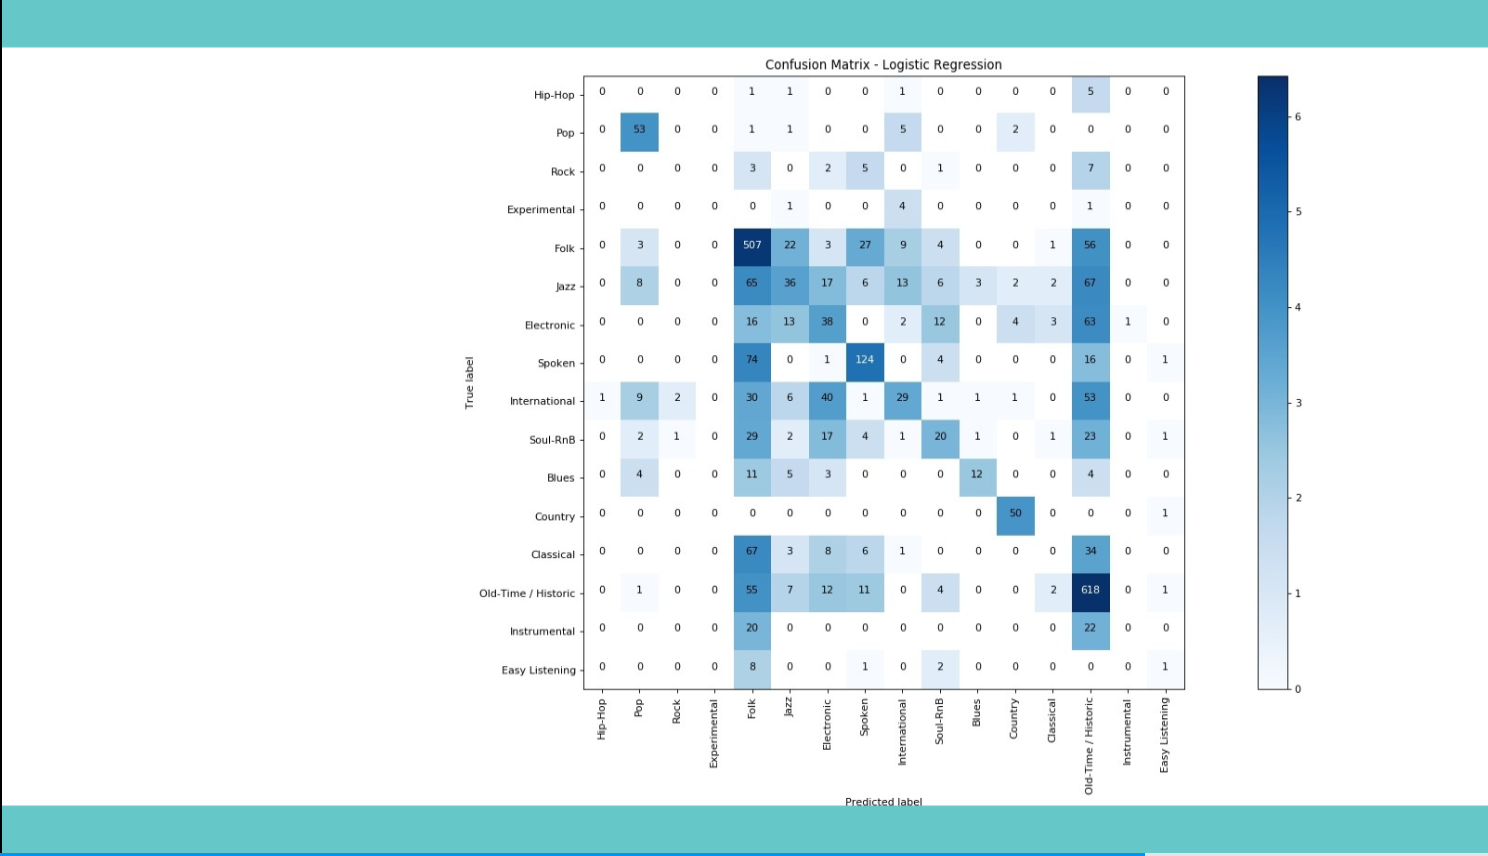 Confusion Matrix - Logistic Regression
True label
Hip-Hop 0 0 0 0 1 1 0 0 1 0 0 0 0 5 0 0
Pop 0 53 0 0 1 1 0 0 5 0 0 2 0 0 0 0
Rock 0 0 0 0 3 0 2 5 0 1 0 0 0 7 0 0
Experimental 0 0 0 0 0 1 0 0 4 0 0 0 0 1 0 0
Folk 0 3 0 0 507 22 3 27 9 4 0 0 1 56 0 0
Jazz 0 8 0 0 65 36 17 6 13 6 3 2 2 67 0 0
Electronic 0 0 0 0 16 13 38 0 2 12 0 4 3 63 1 0
Spoken 0 0 0 0 74 0 1 124 0 4 0 0 0 16 0 1
International 1 9 2 0 30 6 40 1 29 1 1 1 0 53 0 0
Soul-RnB 0 2 1 0 29 2 17 4 1 20 1 0 1 23 0 1
Blues 0 4 0 0 11 5 3 0 0 0 12 0 0 4 0 0
Country 0 0 0 0 0 0 0 0 0 0 0 50 0 0 0 1
Classical 0 0 0 0 67 3 8 6 1 0 0 0 0 34 0 0
Old-Time / Historic 0 1 0 0 55 7 12 11 0 4 0 0 2 618 0 1
Instrumental 0 0 0 0 20 0 0 0 0 0 0 0 0 22 0 0
Easy Listening 0 0 0 0 8 0 0 1 0 2 0 0 0 0 0 1
Hip-Hop
Pop
Rock
Experimental
Folk
Jazz
Electronic
Spoken
International
Soul-RnB
Blues
Country
Classical
Old-Time / Historic
Instrumental
Easy Listening
Predicted label
6
5
4
3
2
1
0